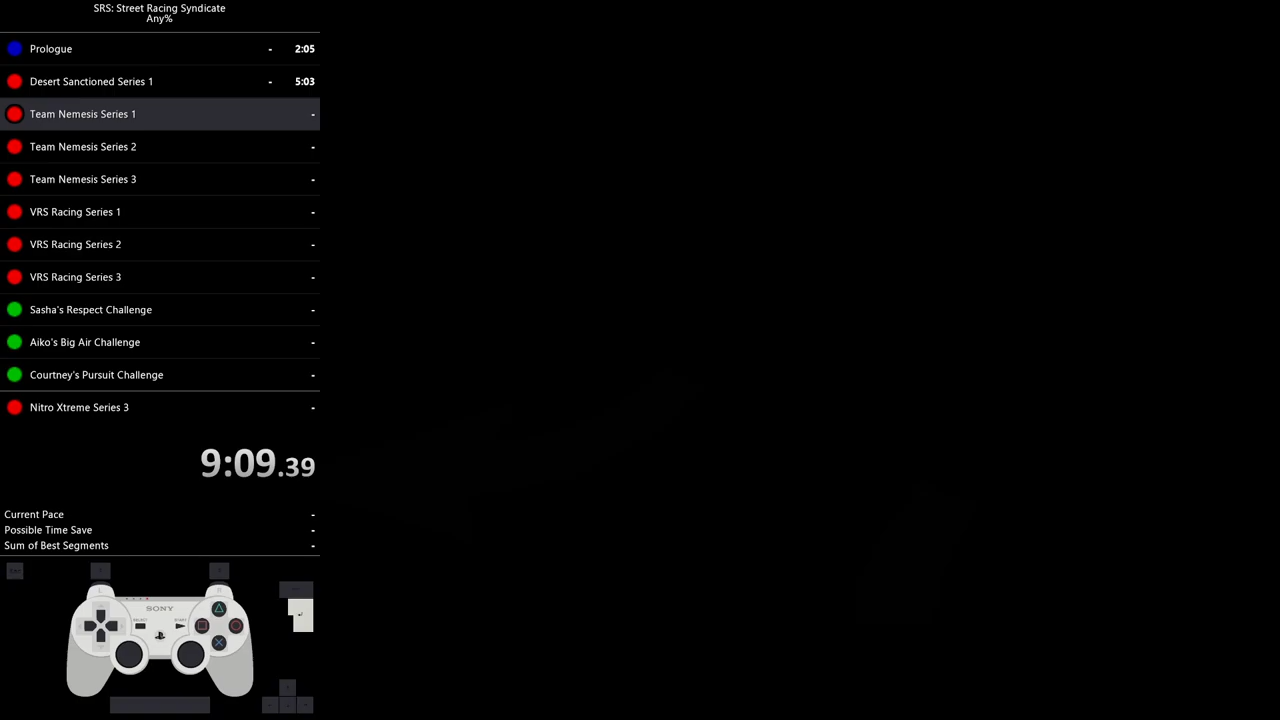 SRS: Street Racing Syndicate
Any%
Prologue - 2:05
Desert Sanctioned Series 1 - 5:03
Team Nemesis Series 1 -
Team Nemesis Series 2 -
Team Nemesis Series 3 -
VRS Racing Series 1 -
VRS Racing Series 2 -
VRS Racing Series 3 -
Sasha's Respect Challenge -
Aiko's Big Air Challenge -
Courtney's Pursuit Challenge -
Nitro Xtreme Series 3 -
9:09.39
Current Pace -
Possible Time Save -
Sum of Best Segments -
SONY
SELECT START